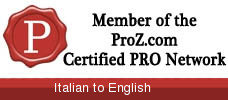 P
Member of the
ProZ.com
Certified PRO Network
Italian to English